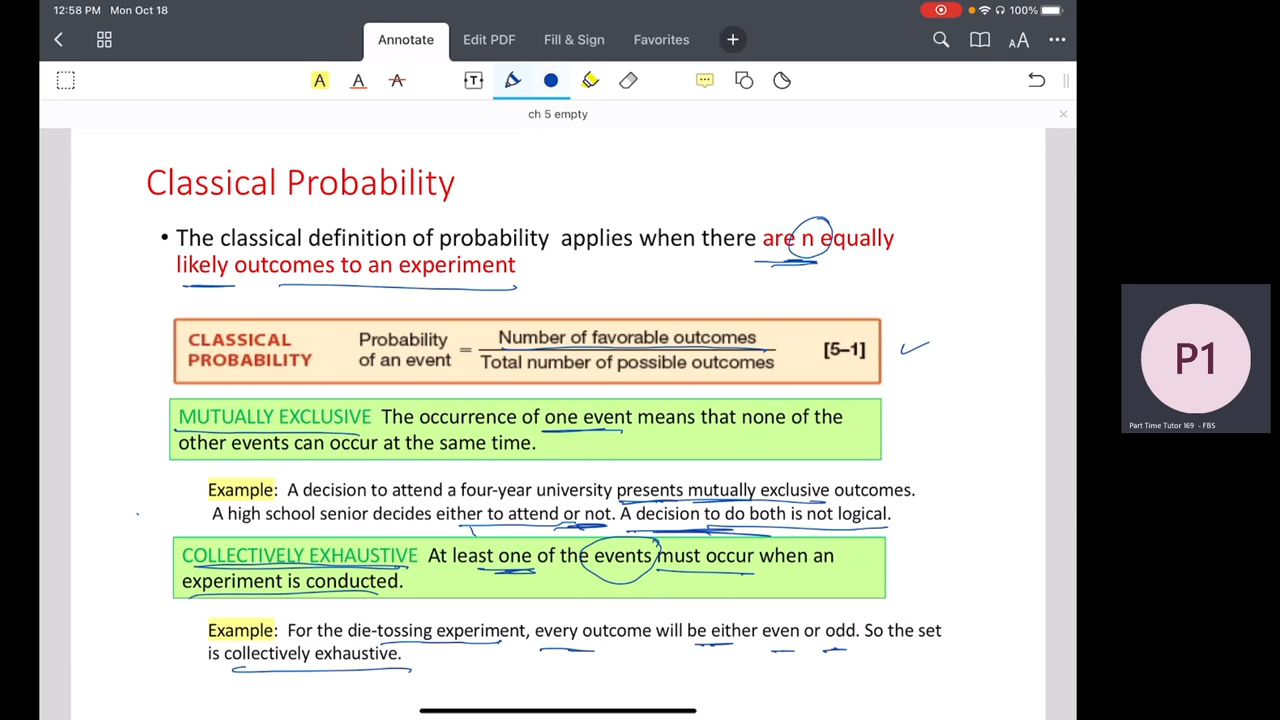 12:58 PM Mon Oct 18
100%
Annotate Edit PDF Fill & Sign Favorites
A A A T AA
ch 5 empty
Classical Probability
• The classical definition of probability applies when there are n equally
likely outcomes to an experiment
CLASSICAL PROBABILITY Probability of an event = Number of favorable outcomes / Total number of possible outcomes [5–1]
MUTUALLY EXCLUSIVE The occurrence of one event means that none of the
other events can occur at the same time.
Example: A decision to attend a four-year university presents mutually exclusive outcomes.
A high school senior decides either to attend or not. A decision to do both is not logical.
COLLECTIVELY EXHAUSTIVE At least one of the events must occur when an
experiment is conducted.
Example: For the die-tossing experiment, every outcome will be either even or odd. So the set
is collectively exhaustive.
P1
Part Time Tutor 169 - FBS